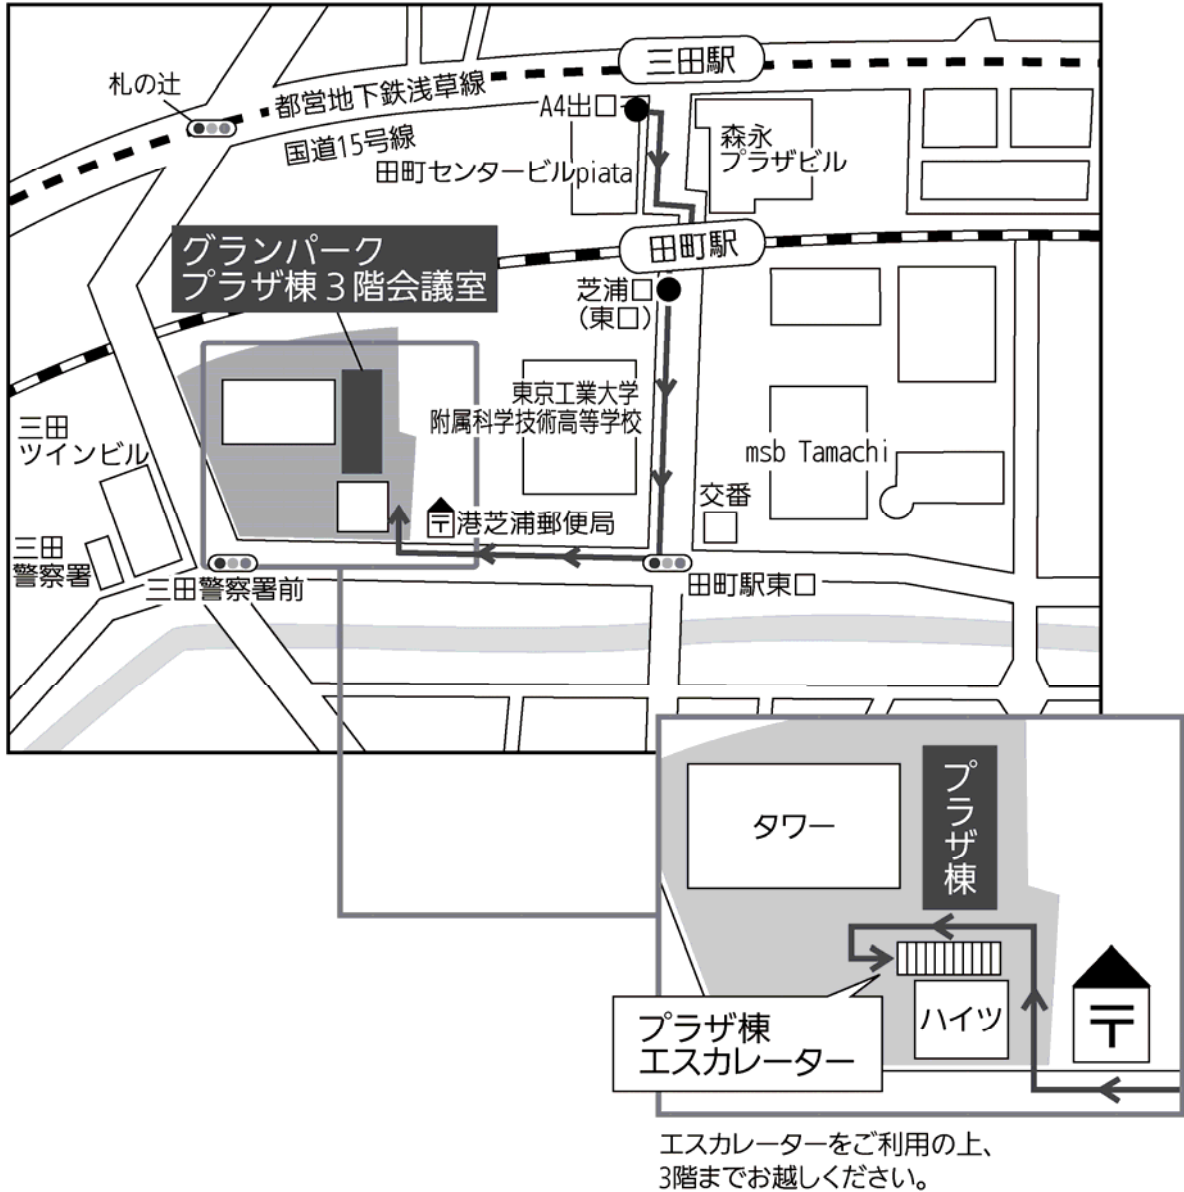 三田駅
札の辻
都営地下鉄浅草線
A4出口
国道15号線
森永
プラザビル
田町センタービルpiata
グランパーク
プラザ棟3階会議室
田町駅
芝浦口
(東口)
東京工業大学
附属科学技術高等学校
三田
ツインビル
msb Tamachi
交番
〒港芝浦郵便局
三田
警察署
三田警察署前
田町駅東口
タワー
プラザ棟
ハイツ
〒
プラザ棟
エスカレーター
エスカレーターをご利用の上、
3階までお越しください。